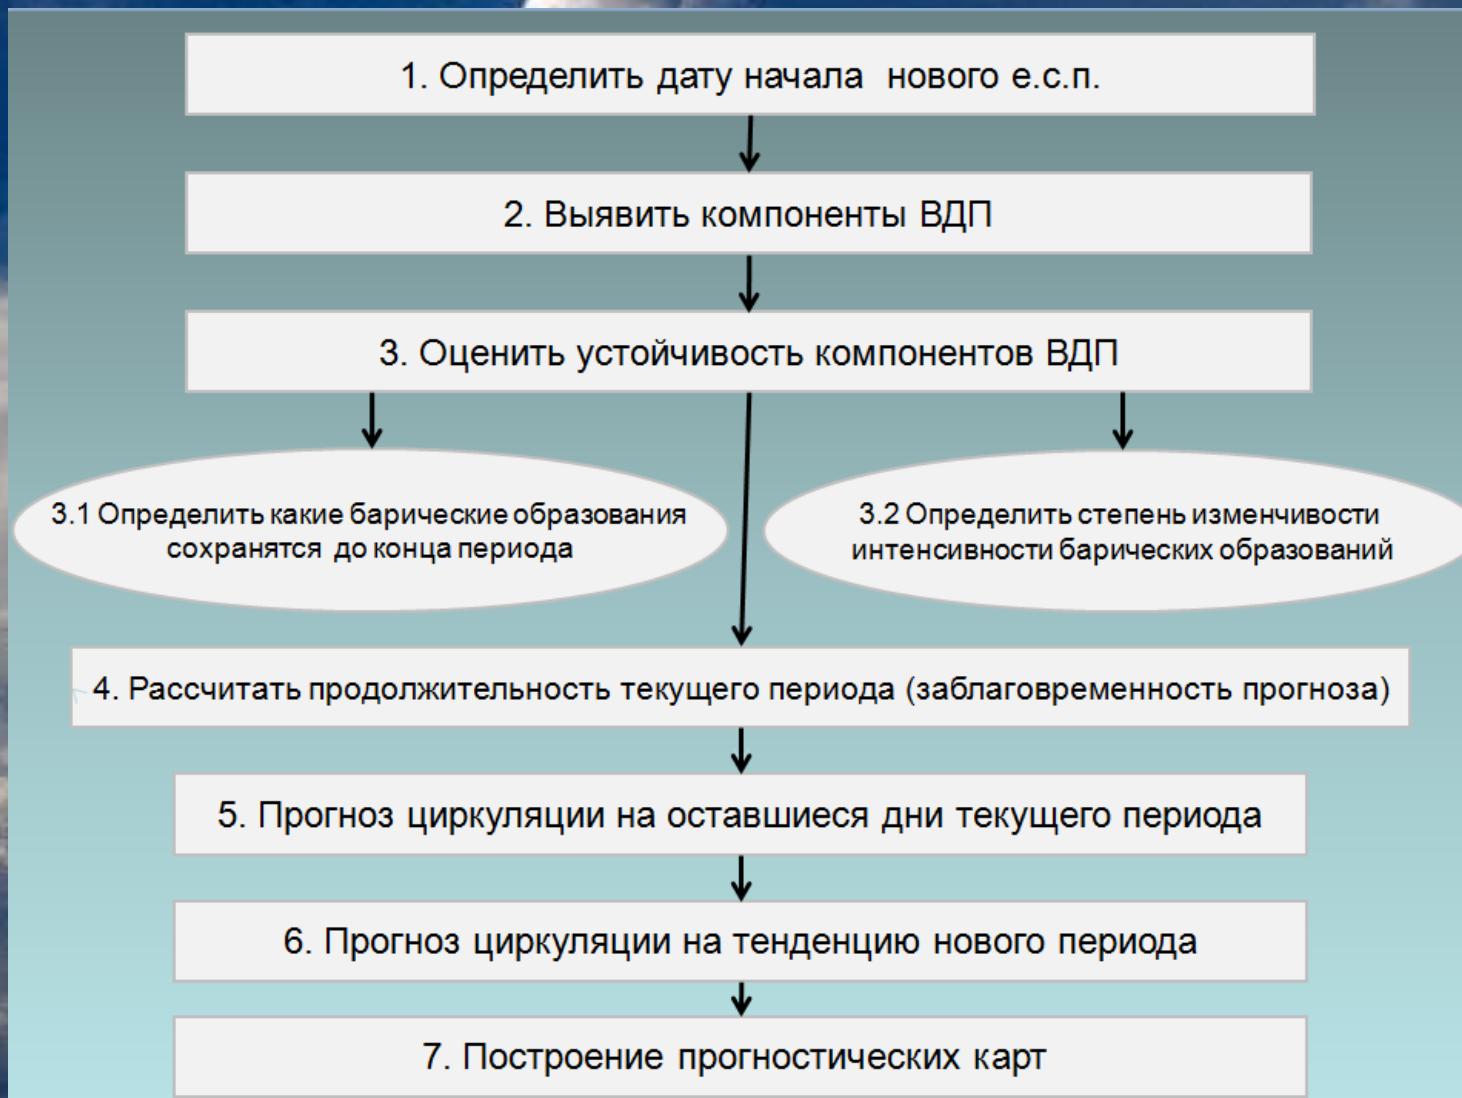 1. Определить дату начала нового е.с.п.
2. Выявить компоненты ВДП
3. Оценить устойчивость компонентов ВДП
3.1 Определить какие барические образования
сохранятся до конца периода
3.2 Определить степень изменчивости
интенсивности барических образований
4. Рассчитать продолжительность текущего периода (заблаговременность прогноза)
5. Прогноз циркуляции на оставшиеся дни текущего периода
6. Прогноз циркуляции на тенденцию нового периода
7. Построение прогностических карт